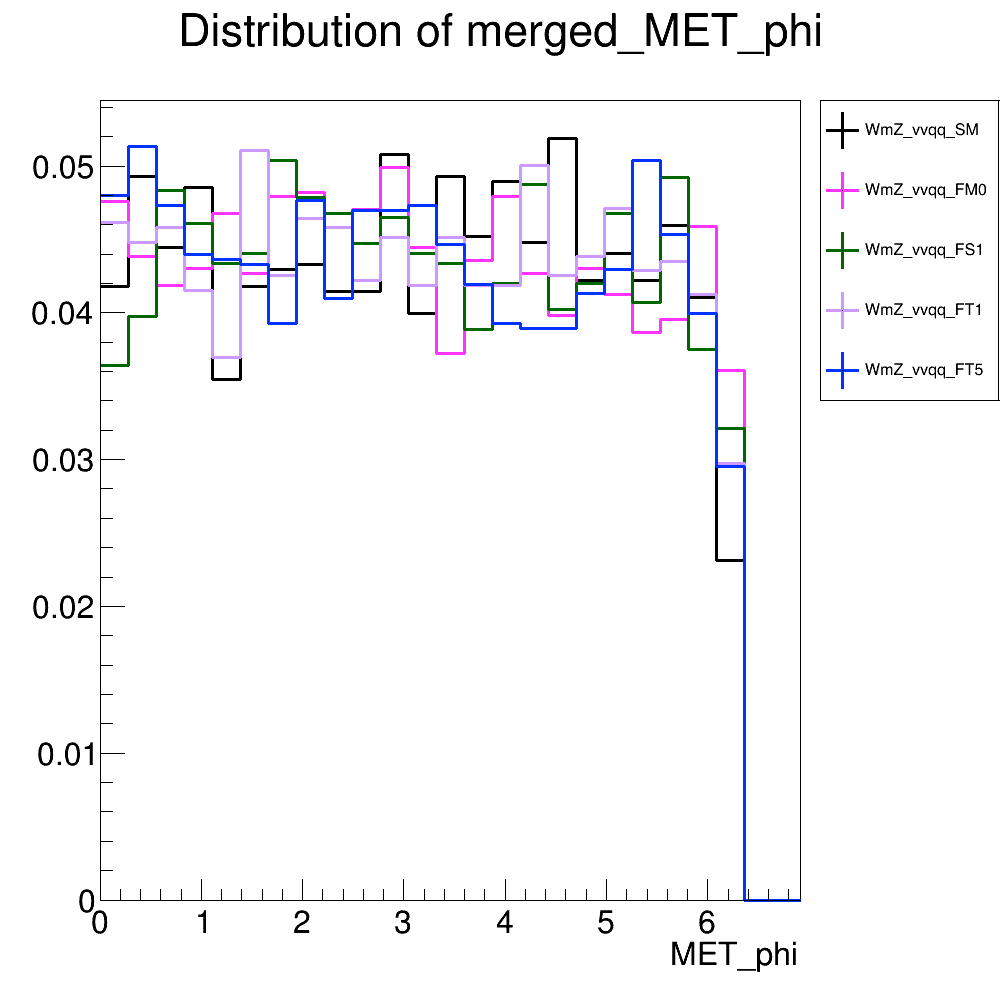 Distribution of merged_MET_phi
WmZ_vvqq_SM
WmZ_vvqq_FM0
WmZ_vvqq_FS1
WmZ_vvqq_FT1
WmZ_vvqq_FT5
0.05
0.04
0.03
0.02
0.01
0
0 1 2 3 4 5 6
MET_phi